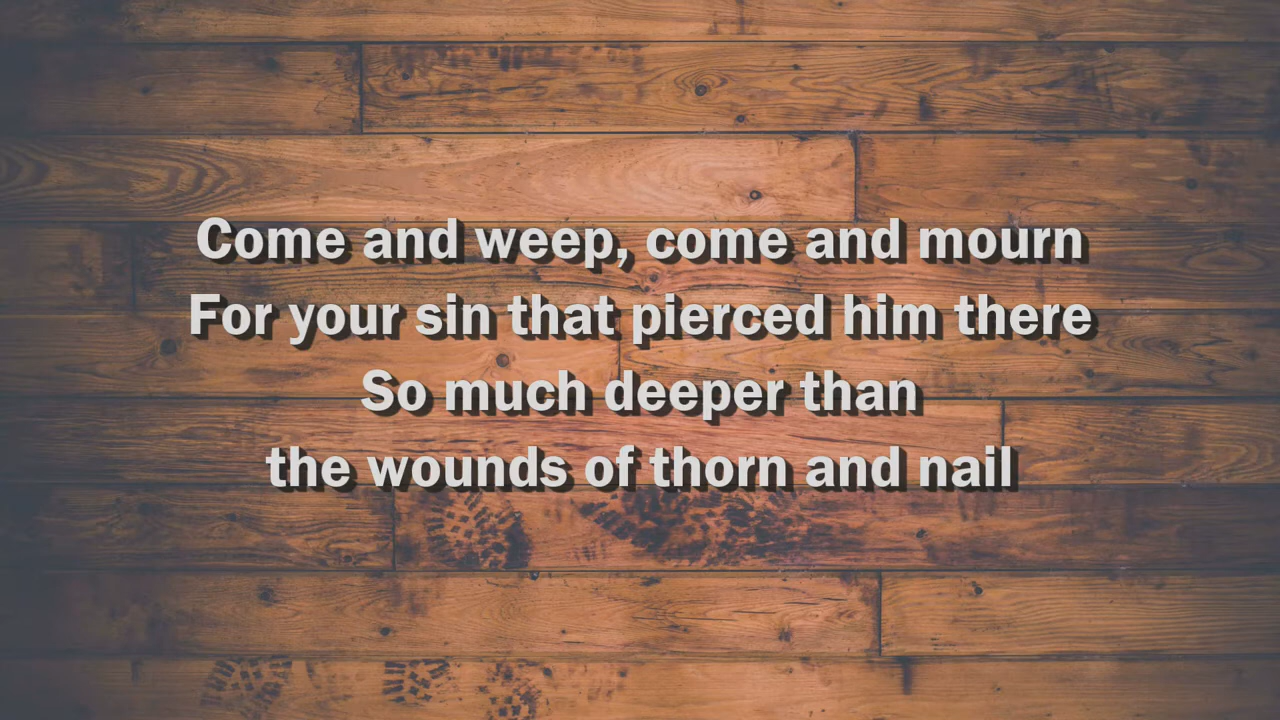 Come and weep, come and mourn
For your sin that pierced him there
So much deeper than
the wounds of thorn and nail